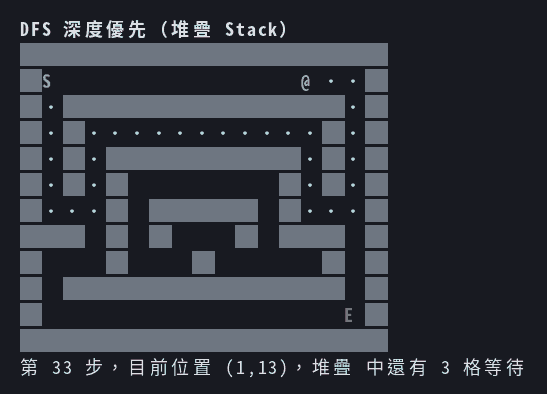 DFS 深度優先 (堆疊 Stack)
S @ · ·
· ·
· · · · · · · · · · · · ·
· · · ·
· · · ·
· · · · · ·
E
第 33 步，目前位置 (1,13)，堆疊 中還有 3 格等待